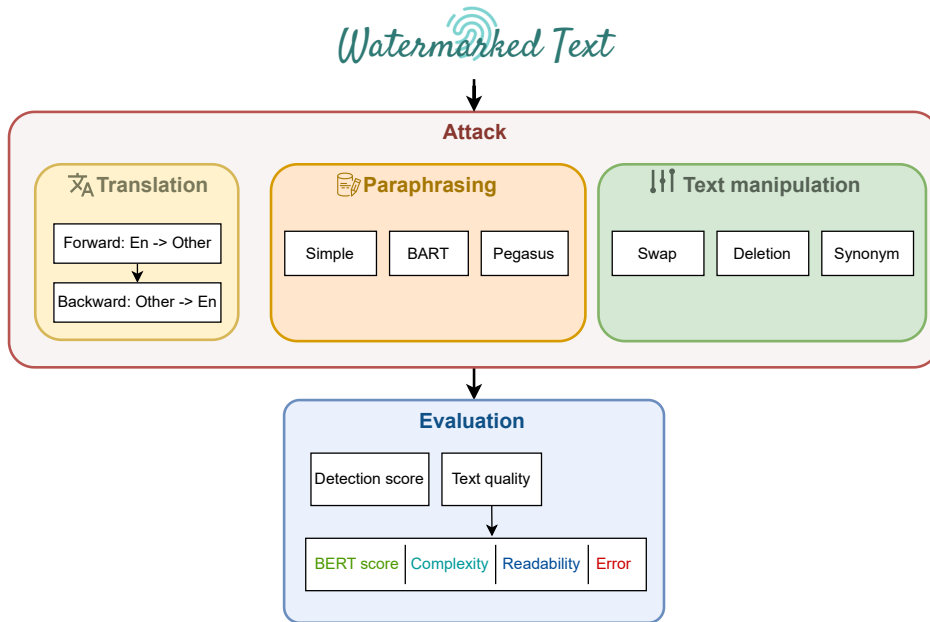 Watermarked Text
Attack
Translation
Forward: En -> Other
Backward: Other -> En
Paraphrasing
Simple
BART
Pegasus
Text manipulation
Swap
Deletion
Synonym
Evaluation
Detection score
Text quality
BERT score
Complexity
Readability
Error